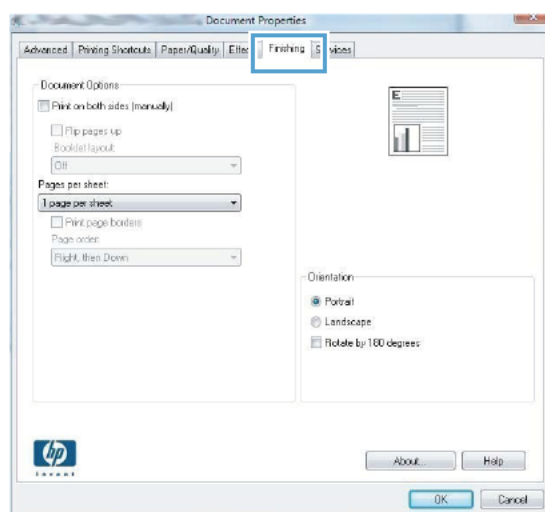 Document Properties
Advanced Printing Shortcuts Paper/Quality Finishing
Document Options
Print on both sides (manually)
Flip pages up
Booklet layout:
Off
Pages per sheet:
1 page per sheet
Print page borders
Page order:
Right, then Down
E
Orientation
Portrait
Landscape
Rotate by 180 degrees
hp
invent
About... Help
OK Cancel